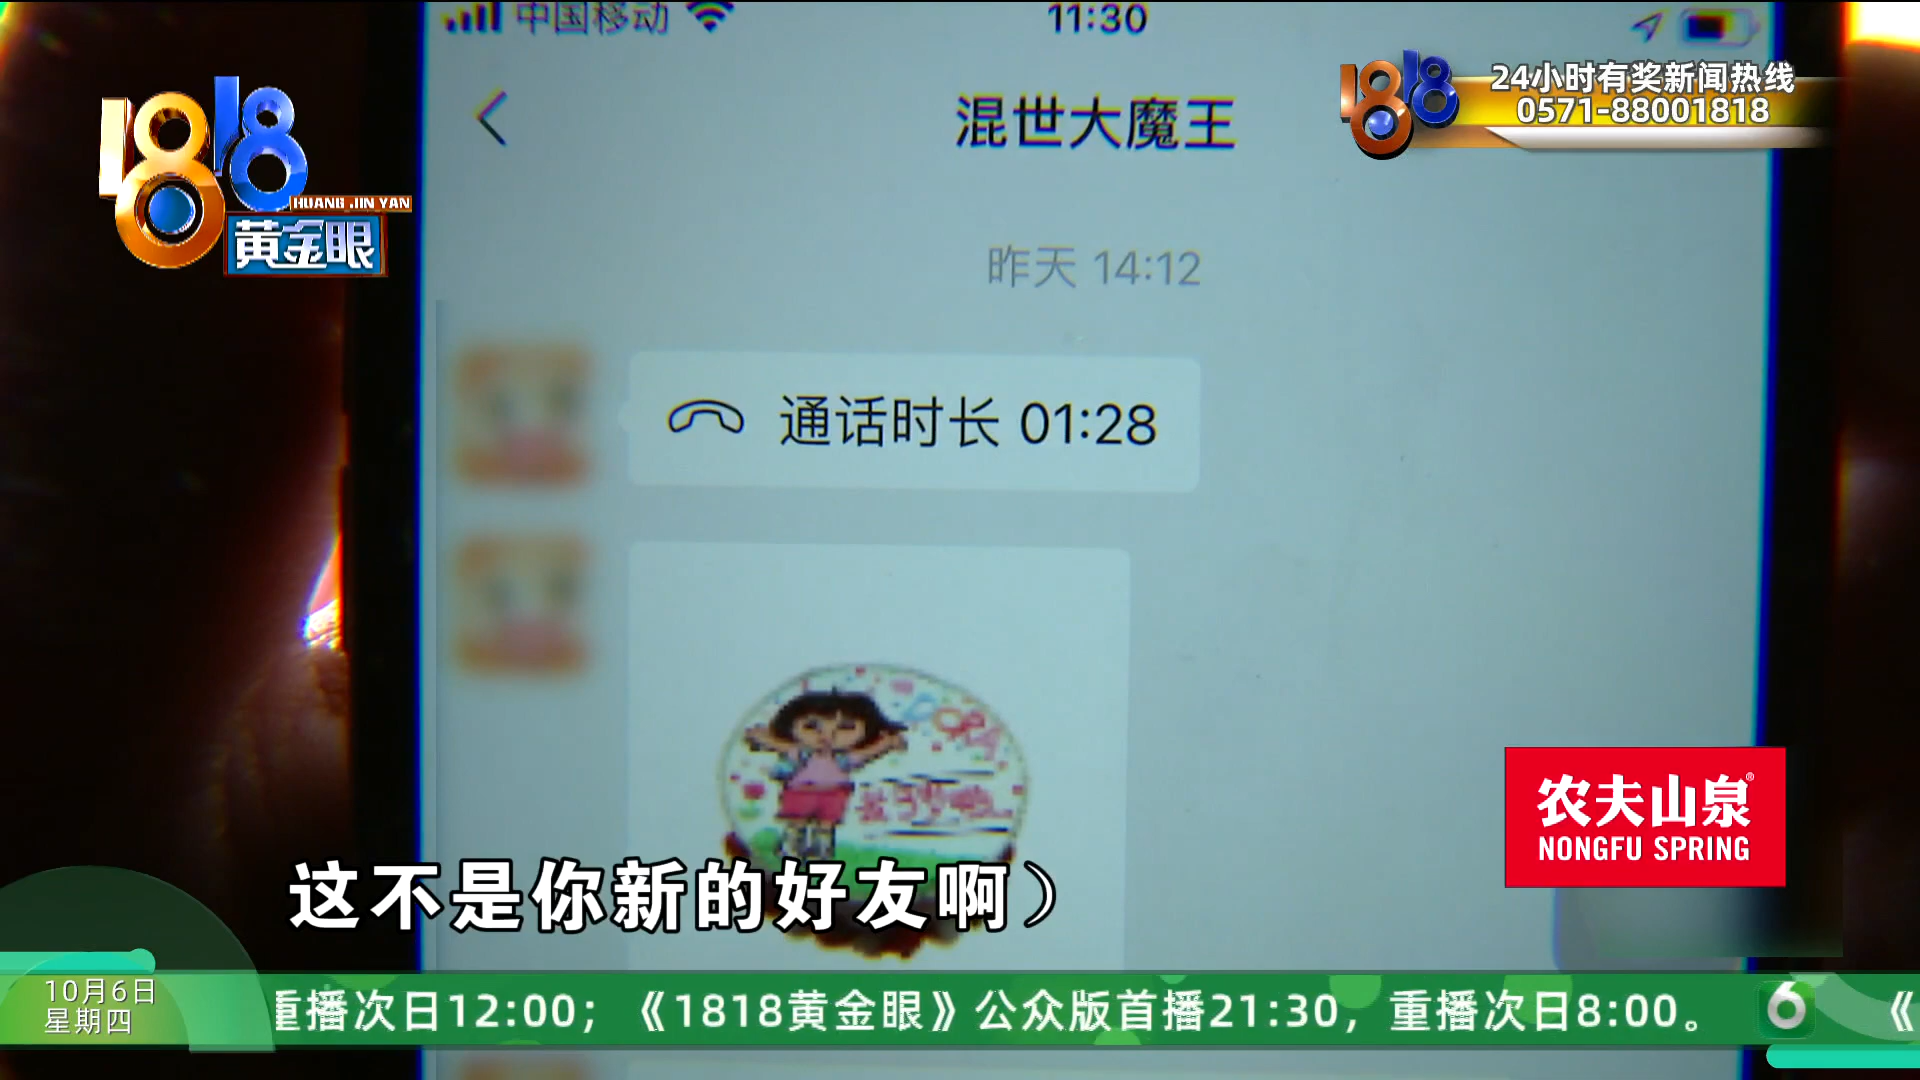 中国移动
11:30
1818
HUANG JIN YAN
黄金眼
混世大魔王
1818
24小时有奖新闻热线
0571-88001818
昨天 14:12
通话时长 01:28
DORA
农夫山泉®
NONGFU SPRING
这不是你新的好友啊）
10月6日
星期四
重播次日12:00；《1818黄金眼》公众版首播21:30，重播次日8:00。
6
《